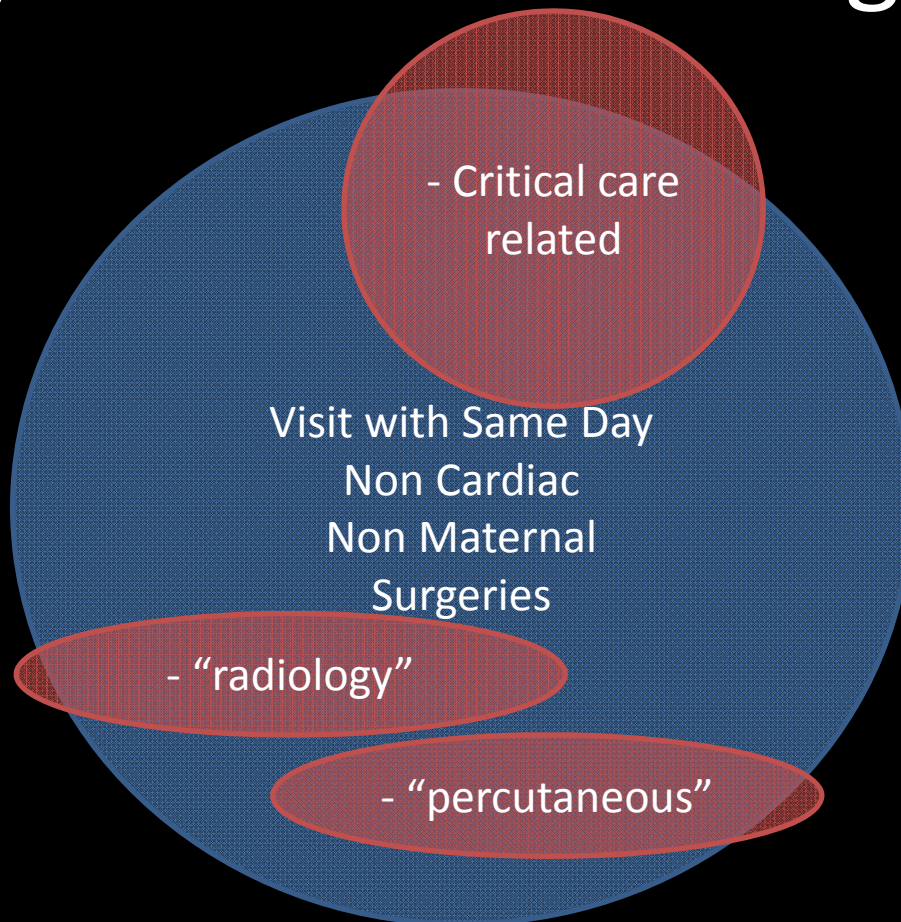 - Critical care
related
Visit with Same Day
Non Cardiac
Non Maternal
Surgeries
- “radiology”
- “percutaneous”